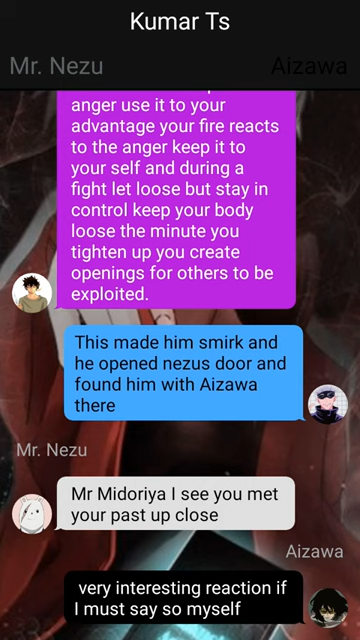 Kumar Ts
Mr. Nezu
Aizawa
anger use it to your
advantage your fire reacts
to the anger keep it to
your self and during a
fight let loose but stay in
control keep your body
loose the minute you
tighten up you create
openings for others to be
exploited.
This made him smirk and
he opened nezus door and
found him with Aizawa
there
Mr. Nezu
Mr Midoriya I see you met
your past up close
Aizawa
very interesting reaction if
I must say so myself